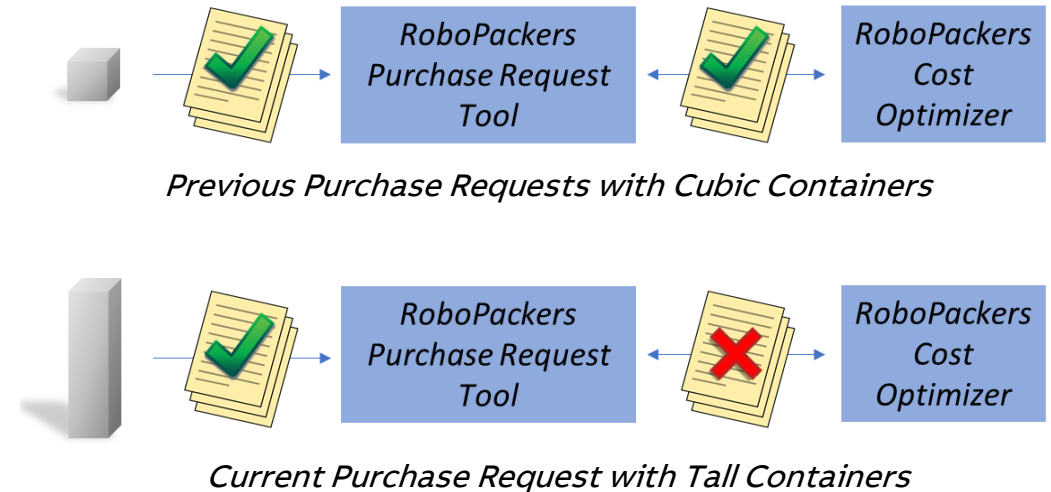 RoboPackers
Purchase Request
Tool
RoboPackers
Cost
Optimizer
Previous Purchase Requests with Cubic Containers
RoboPackers
Purchase Request
Tool
RoboPackers
Cost
Optimizer
Current Purchase Request with Tall Containers